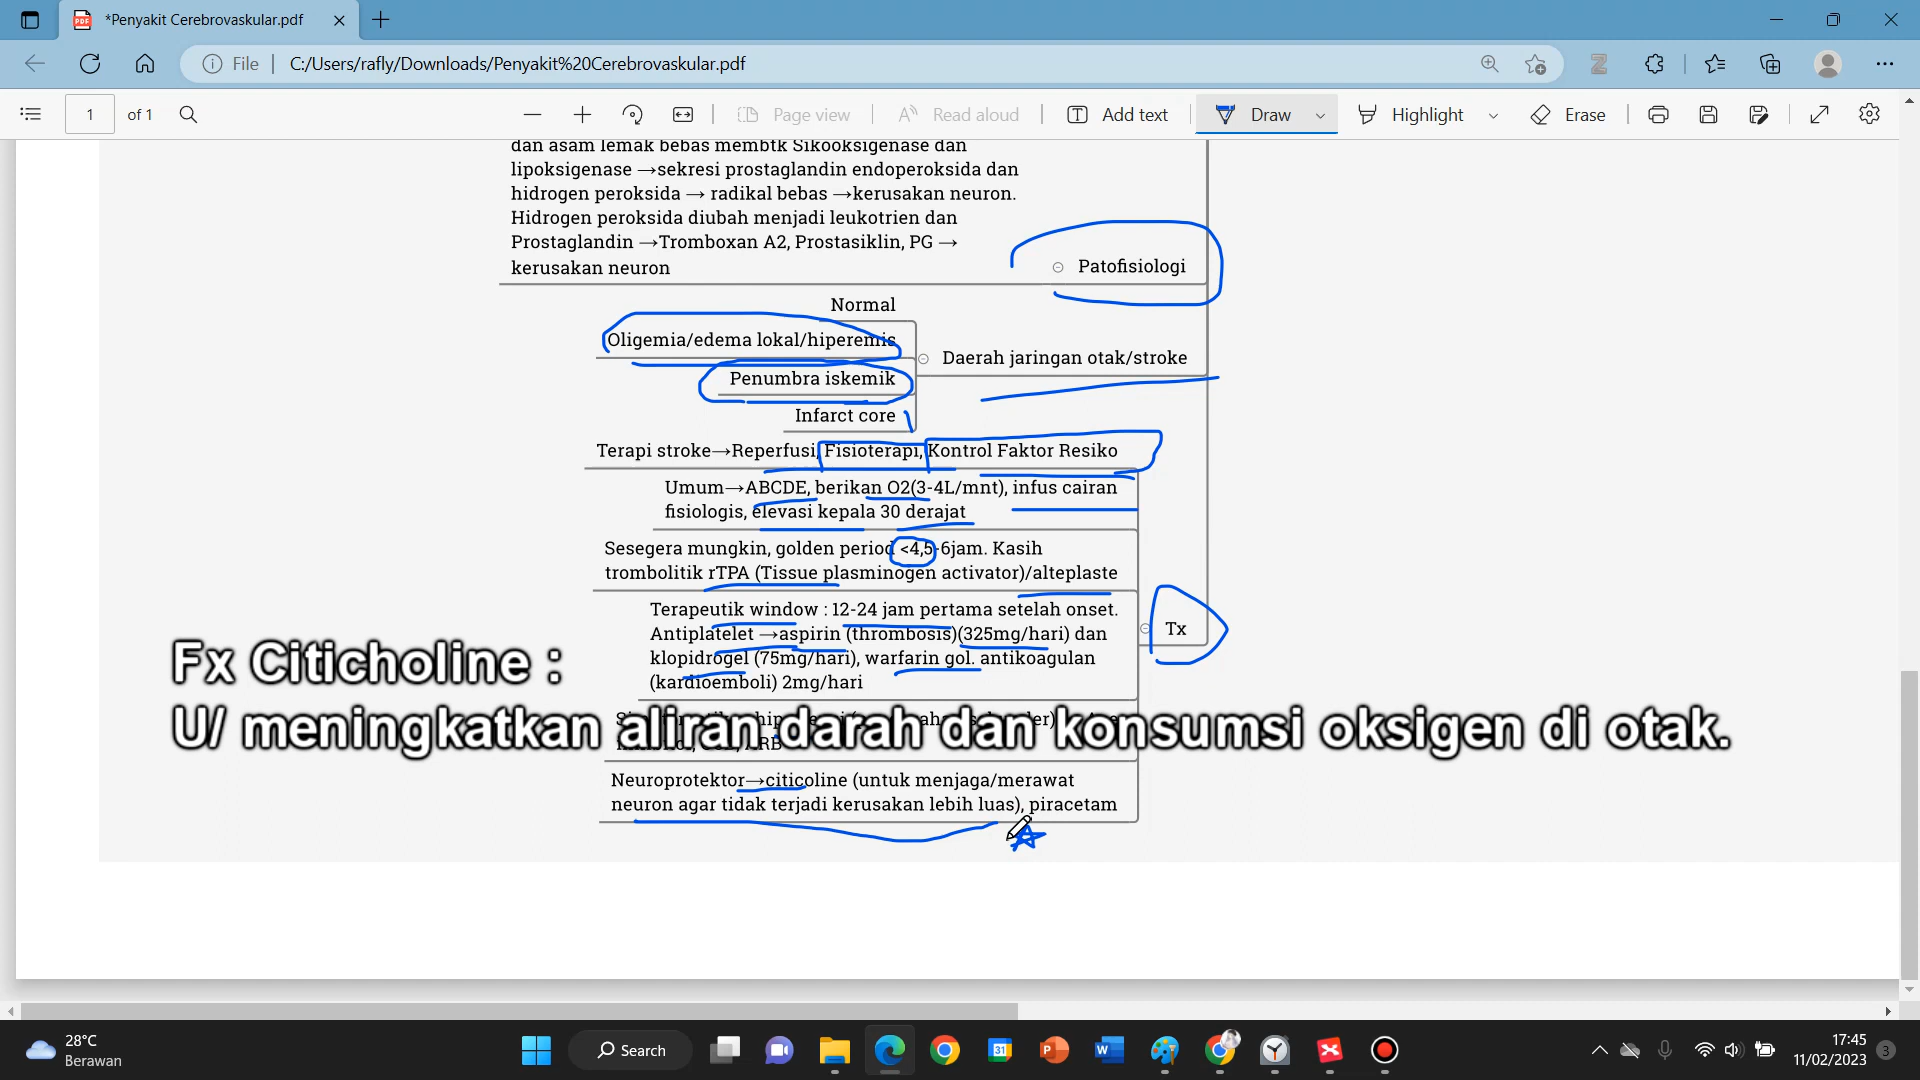 *Penyakit Cerebrovaskular.pdf
File
C:/Users/rafly/Downloads/Penyakit%20Cerebrovaskular.pdf
1 of 1
Page view
Read aloud
Add text
Draw
Highlight
Erase
dan asam lemak bebas membtk Sikooksigenase dan
lipoksigenase →sekresi prostaglandin endoperoksida dan
hidrogen peroksida → radikal bebas →kerusakan neuron.
Hidrogen peroksida diubah menjadi leukotrien dan
Prostaglandin →Tromboxan A2, Prostasiklin, PG →
kerusakan neuron
Patofisiologi
Normal
Oligemia/edema lokal/hiperemis
Daerah jaringan otak/stroke
Penumbra iskemik
Infarct core
Terapi stroke→Reperfusi, Fisioterapi, Kontrol Faktor Resiko
Umum→ABCDE, berikan O2(3-4L/mnt), infus cairan
fisiologis, elevasi kepala 30 derajat
Sesegera mungkin, golden period <4,5-6jam. Kasih
trombolitik rTPA (Tissue plasminogen activator)/alteplaste
Terapeutik window : 12-24 jam pertama setelah onset.
Antiplatelet →aspirin (thrombosis)(325mg/hari) dan
klopidrogel (75mg/hari), warfarin gol. antikoagulan
(kardioemboli) 2mg/hari
Tx
Fx Citicholine :
U/ meningkatkan aliran darah dan konsumsi oksigen di otak.
Neuroprotektor→citicoline (untuk menjaga/merawat
neuron agar tidak terjadi kerusakan lebih luas), piracetam
28°C
Berawan
Search
17:45
11/02/2023
3